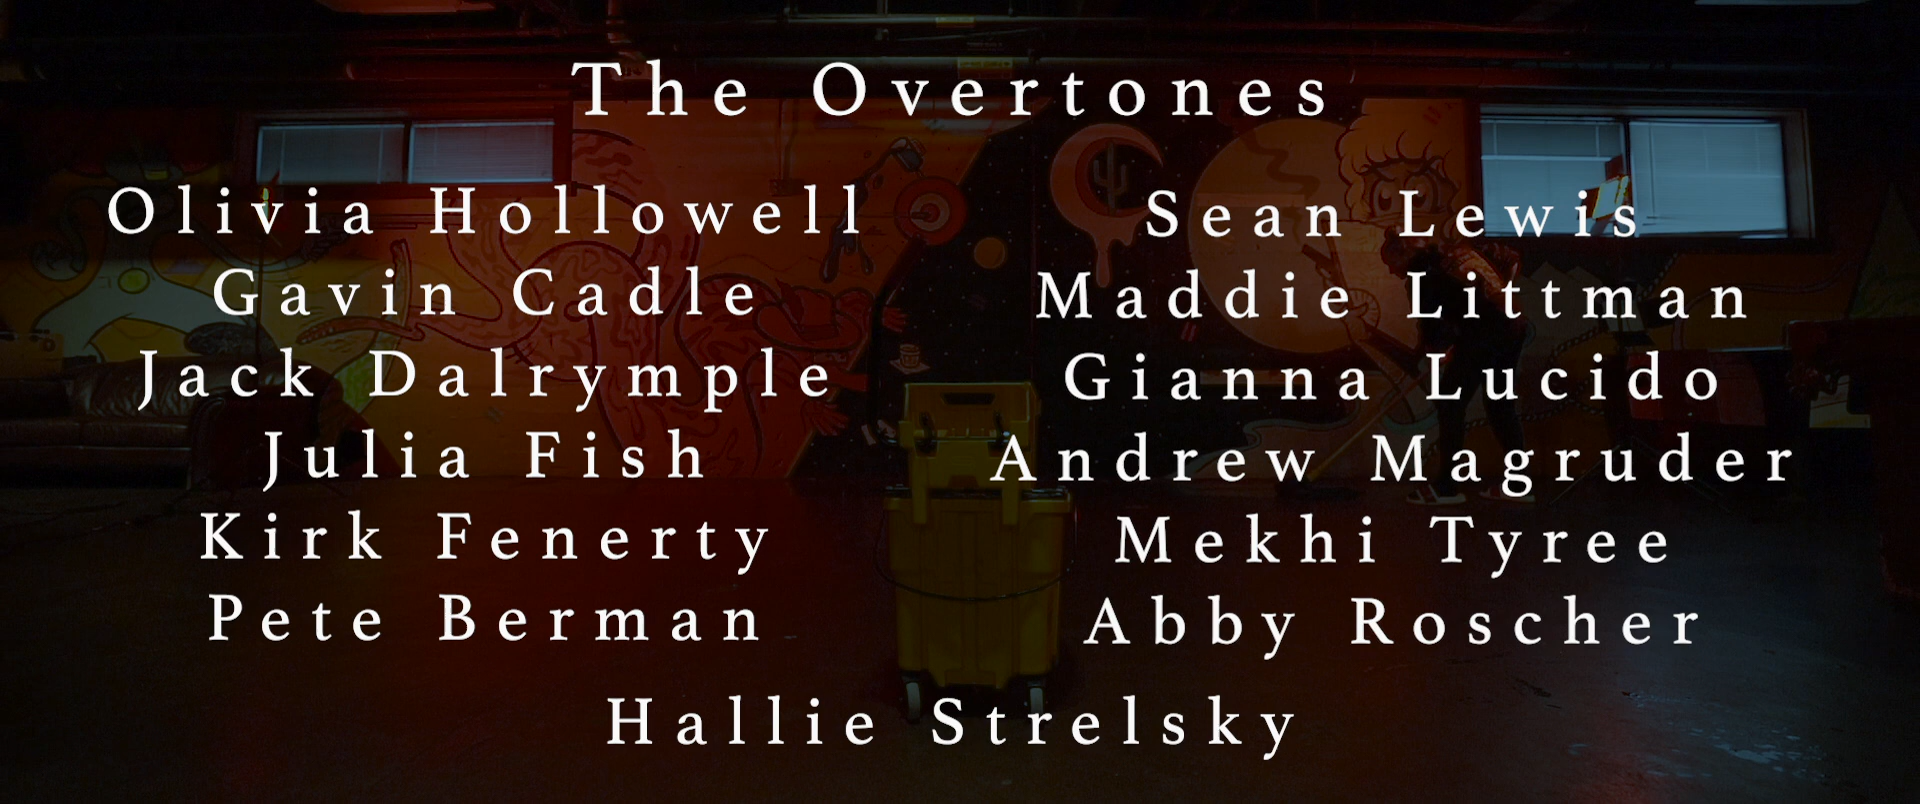 The Overtones
Olivia Hollowell
Gavin Cadle
Jack Dalrymple
Julia Fish
Kirk Fenerty
Pete Berman
Sean Lewis
Maddie Littman
Gianna Lucido
Andrew Magruder
Mekhi Tyree
Abby Roscher
Hallie Strelsky